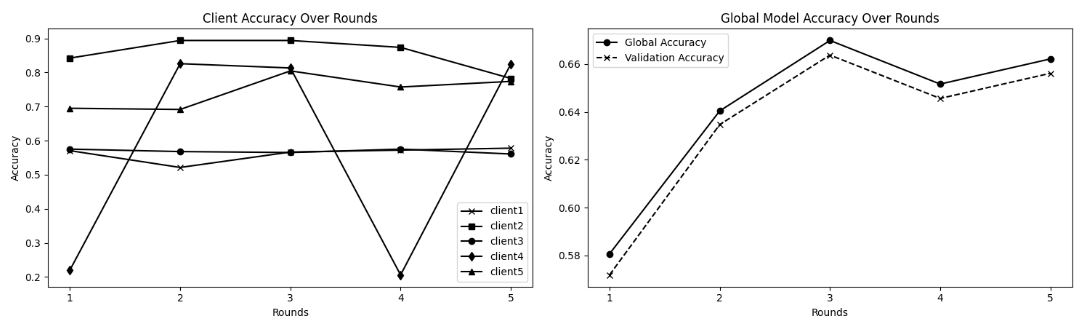 Client Accuracy Over Rounds
Accuracy
0.9
0.8
0.7
0.6
0.5
0.4
0.3
0.2
client1
client2
client3
client4
client5
1 2 3 4 5
Rounds
Global Model Accuracy Over Rounds
Global Accuracy
Validation Accuracy
Accuracy
0.66
0.64
0.62
0.60
0.58
1 2 3 4 5
Rounds